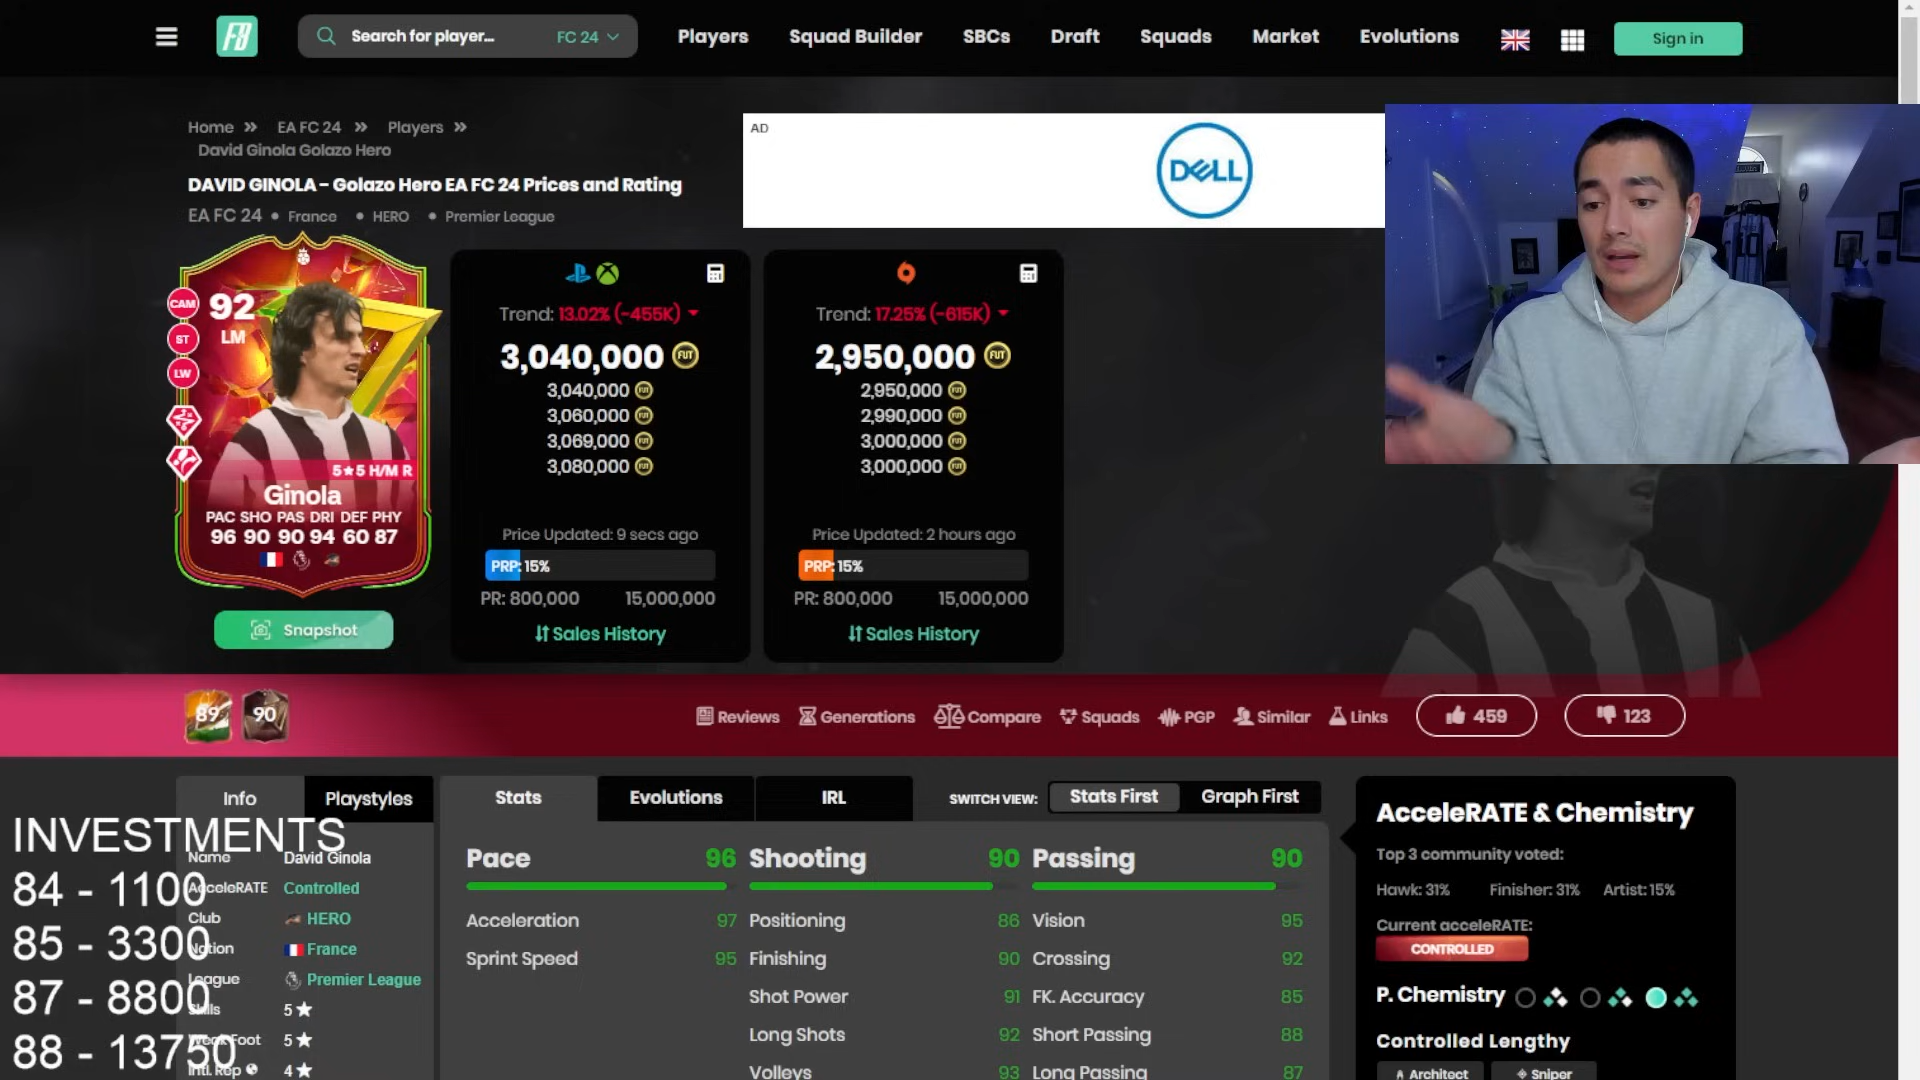 FB
Search for player...
FC 24
Players
Squad Builder
SBCs
Draft
Squads
Market
Evolutions
Sign in
Home » EA FC 24 » Players »
David Ginola Golazo Hero
DAVID GINOLA - Golazo Hero EA FC 24 Prices and Rating
EA FC 24 • France • HERO • Premier League
AD
DELL
CAM
ST
LW
92
LM
5★5 H/M R
Ginola
PAC SHO PAS DRI DEF PHY
96 90 90 94 60 87
Snapshot
Trend: 13.02% (-455K)
3,040,000 FUT
3,040,000
3,060,000
3,069,000
3,080,000
Price Updated: 9 secs ago
PRP: 15%
PR: 800,000 15,000,000
Sales History
Trend: 17.25% (-615K)
2,950,000 FUT
2,950,000
2,990,000
3,000,000
3,000,000
Price Updated: 2 hours ago
PRP: 15%
PR: 800,000 15,000,000
Sales History
89
90
Reviews
Generations
Compare
Squads
PGP
Similar
Links
459
123
Info
Playstyles
Name David Ginola
AcceleRATE Controlled
Club HERO
Nation France
League Premier League
Skills 5 ★
Weak Foot 5 ★
Intl. Rep 4 ★
INVESTMENTS
84 - 1100
85 - 3300
87 - 8800
88 - 13750
Stats
Evolutions
IRL
SWITCH VIEW:
Stats First
Graph First
Pace 96
Acceleration 97
Sprint Speed 95
Shooting 90
Positioning 86
Finishing 90
Shot Power 91
Long Shots 92
Volleys 93
Passing 90
Vision 95
Crossing 92
FK. Accuracy 85
Short Passing 88
Long Passing 87
AcceleRATE & Chemistry
Top 3 community voted:
Hawk: 31% Finisher: 31% Artist: 15%
Current acceleRATE:
CONTROLLED
P. Chemistry
Controlled Lengthy
Architect
Sniper